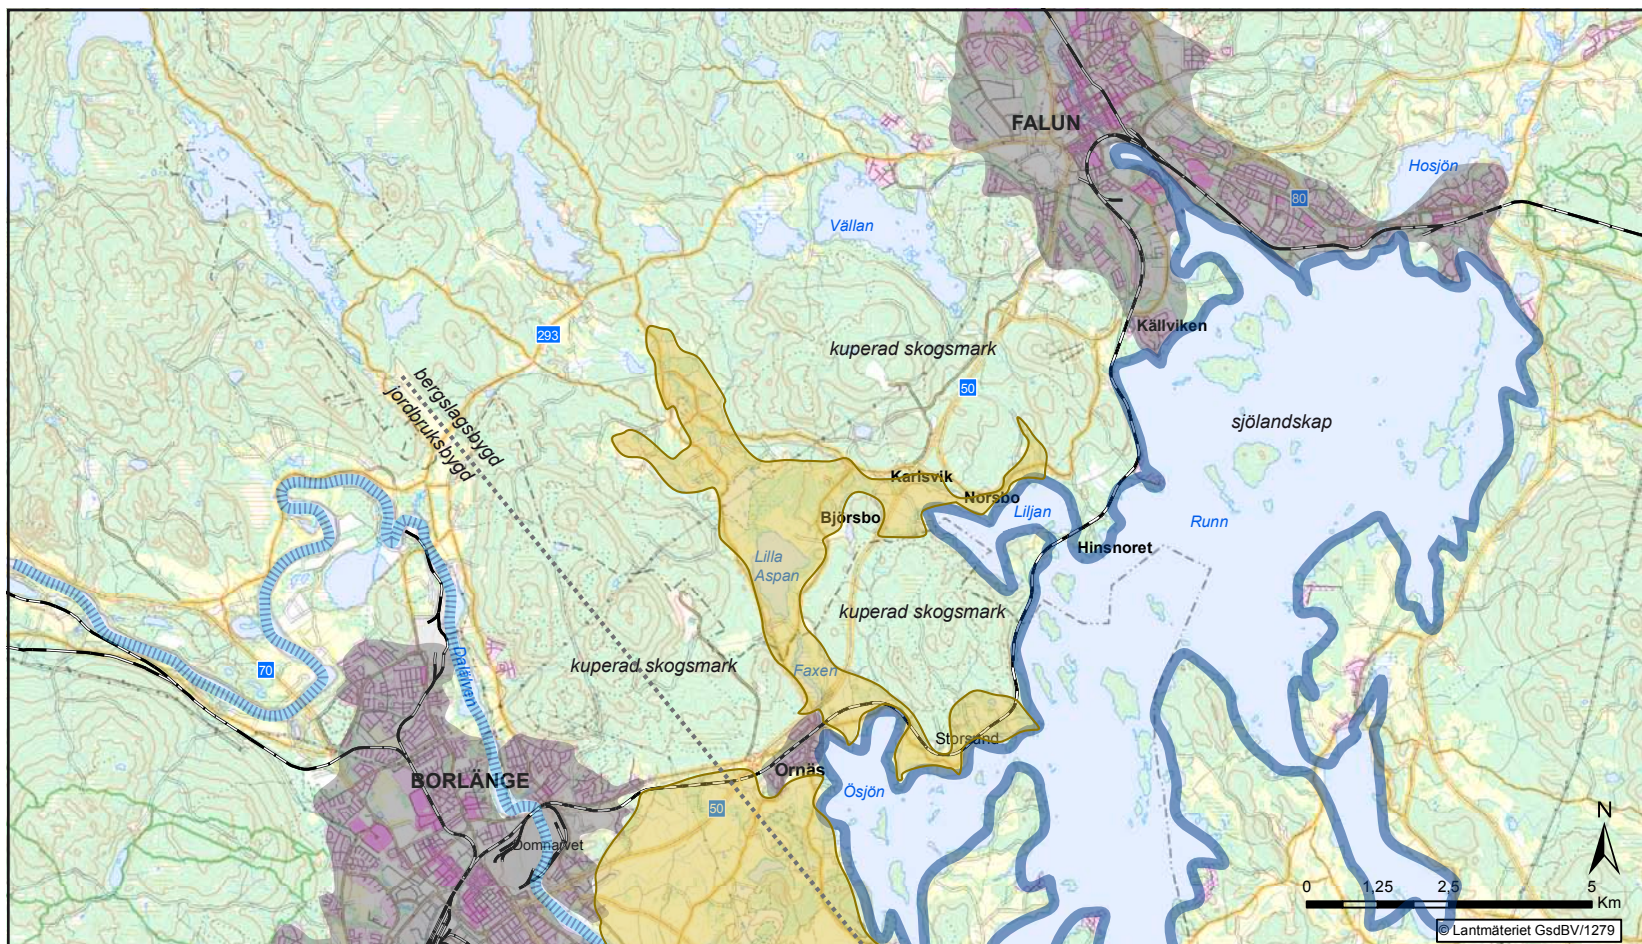 FALUN
Hosjön
80
Vällan
Källviken
293
kuperad skogsmark
50
bergslagsbygd
jordbruksbygd
sjölandskap
Karlsvik
Norsbo
Björsbo
Liljan
Runn
Hinsnoret
Lilla
Aspan
kuperad skogsmark
kuperad skogsmark
Faxen
70
Dalälven
Storsund
Ornäs
BORLÄNGE
Ösjön
50
Domnarvet
N
0 1,25 2,5 5
Km
© Lantmäteriet GsdBV/1279